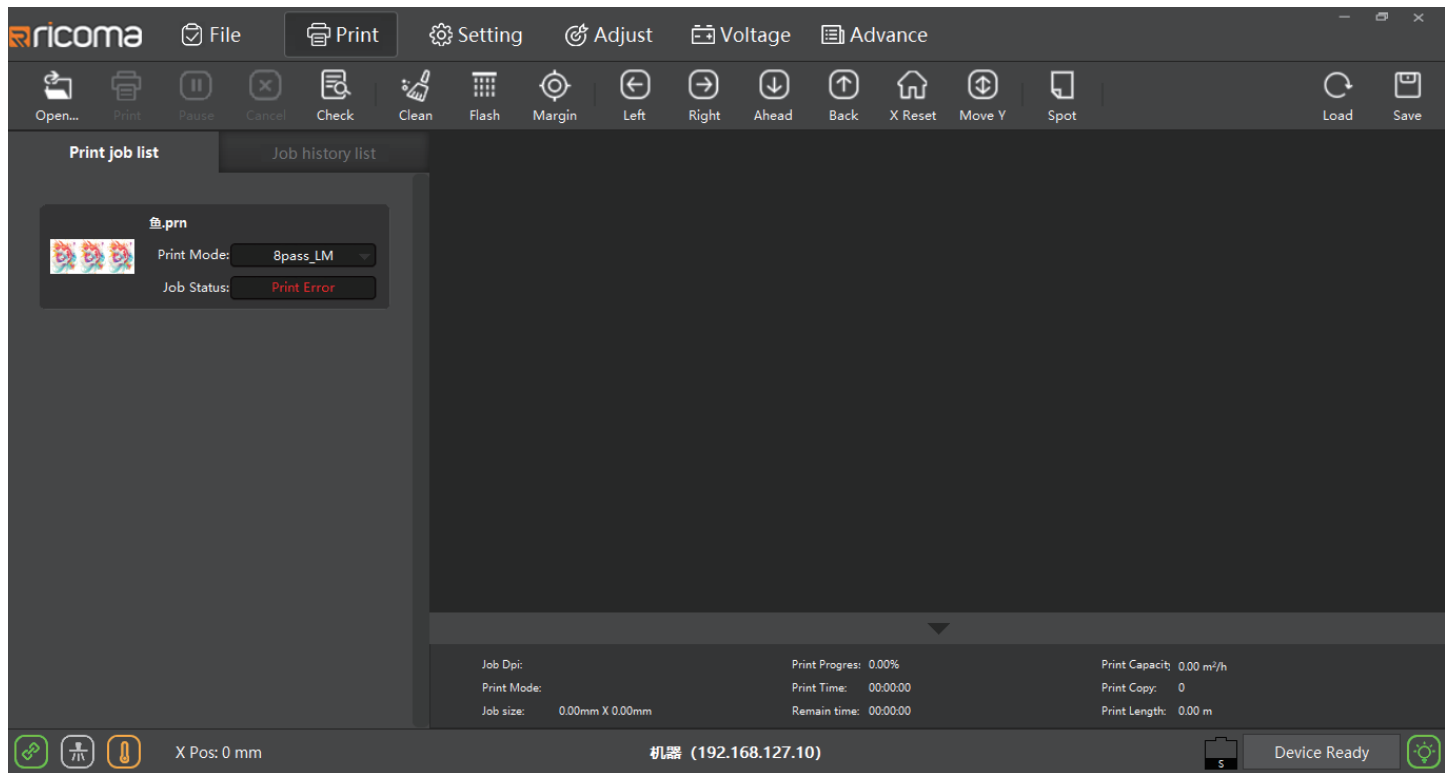 ricoma File Print Setting Adjust Voltage Advance
Open... Print Pause Cancel Check Clean Flash Margin Left Right Ahead Back X Reset Move Y Spot Load Save
Print job list Job history list
鱼.prn
Print Mode: 8pass_LM
Job Status: Print Error
Job Dpi: Print Progres: 0.00% Print Capacit 0.00 m²/h
Print Mode: Print Time: 00:00:00 Print Copy: 0
Job size: 0.00mm X 0.00mm Remain time: 00:00:00 Print Length: 0.00 m
X Pos: 0 mm 机器 (192.168.127.10) S Device Ready